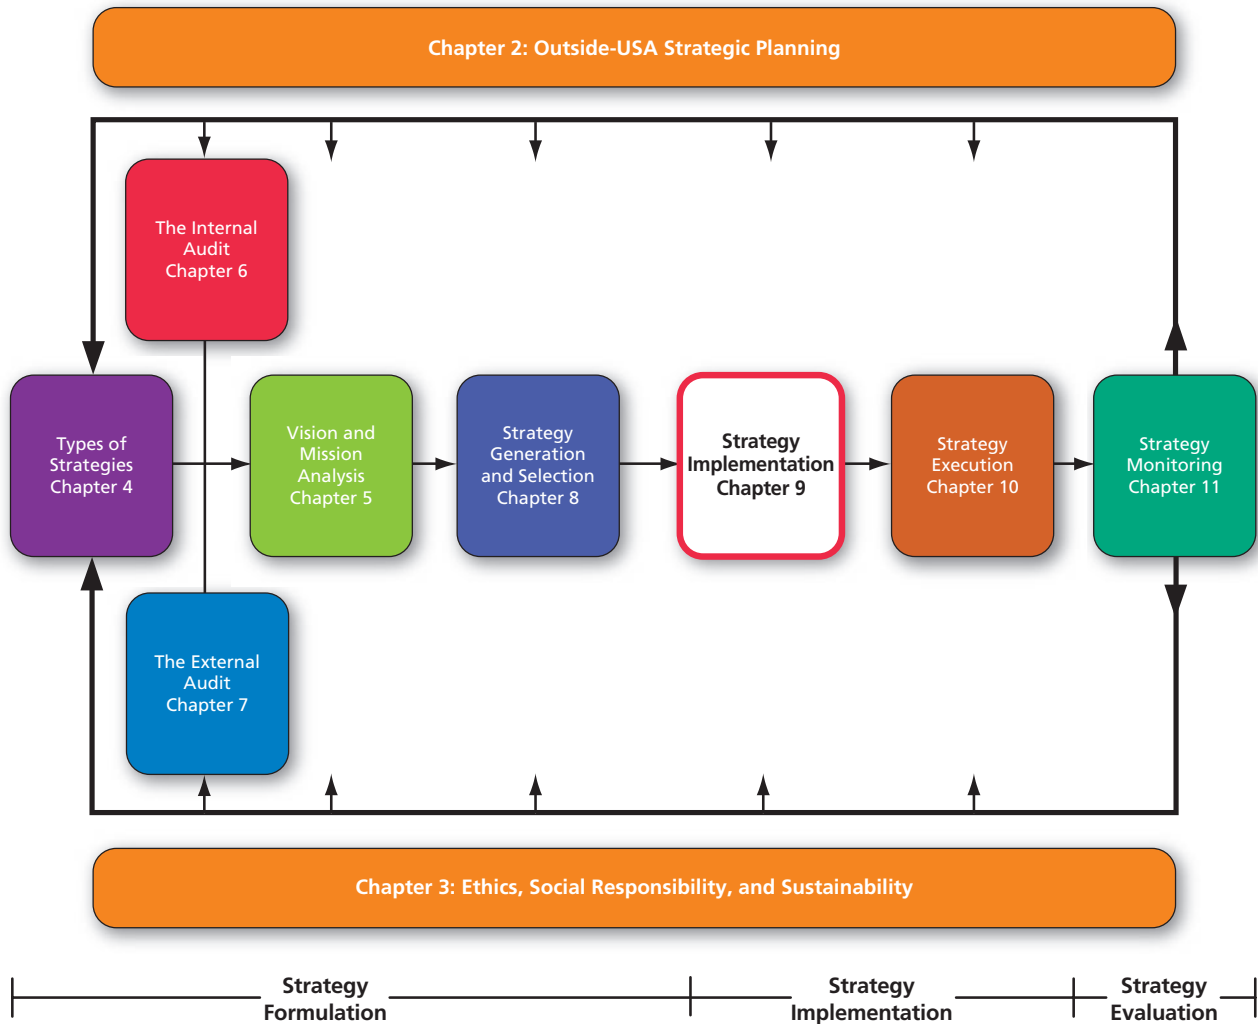 Chapter 2: Outside-USA Strategic Planning
The Internal
Audit
Chapter 6
Types of
Strategies
Chapter 4
Vision and
Mission
Analysis
Chapter 5
Strategy
Generation
and Selection
Chapter 8
Strategy
Implementation
Chapter 9
Strategy
Execution
Chapter 10
Strategy
Monitoring
Chapter 11
The External
Audit
Chapter 7
Chapter 3: Ethics, Social Responsibility, and Sustainability
Strategy
Formulation
Strategy
Implementation
Strategy
Evaluation